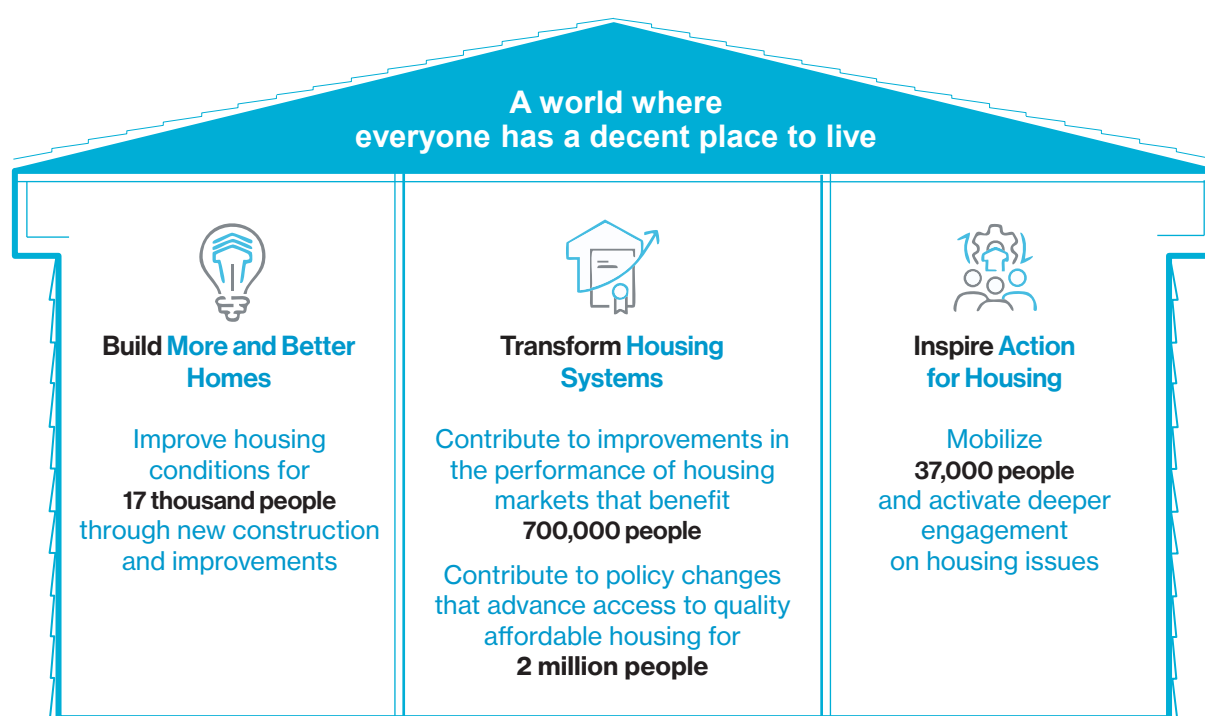 A world where
everyone has a decent place to live
Build More and Better
Homes
Improve housing
conditions for
17 thousand people
through new construction
and improvements
Transform Housing
Systems
Contribute to improvements in
the performance of housing
markets that benefit
700,000 people
Contribute to policy changes
that advance access to quality
affordable housing for
2 million people
Inspire Action
for Housing
Mobilize
37,000 people
and activate deeper
engagement
on housing issues